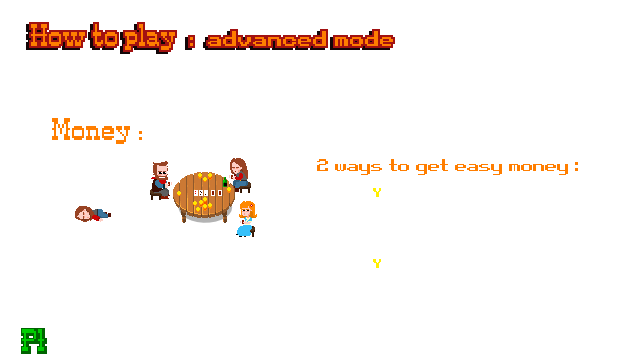 How to play : advanced mode
Money :
2 ways to get easy money :
Y
Y